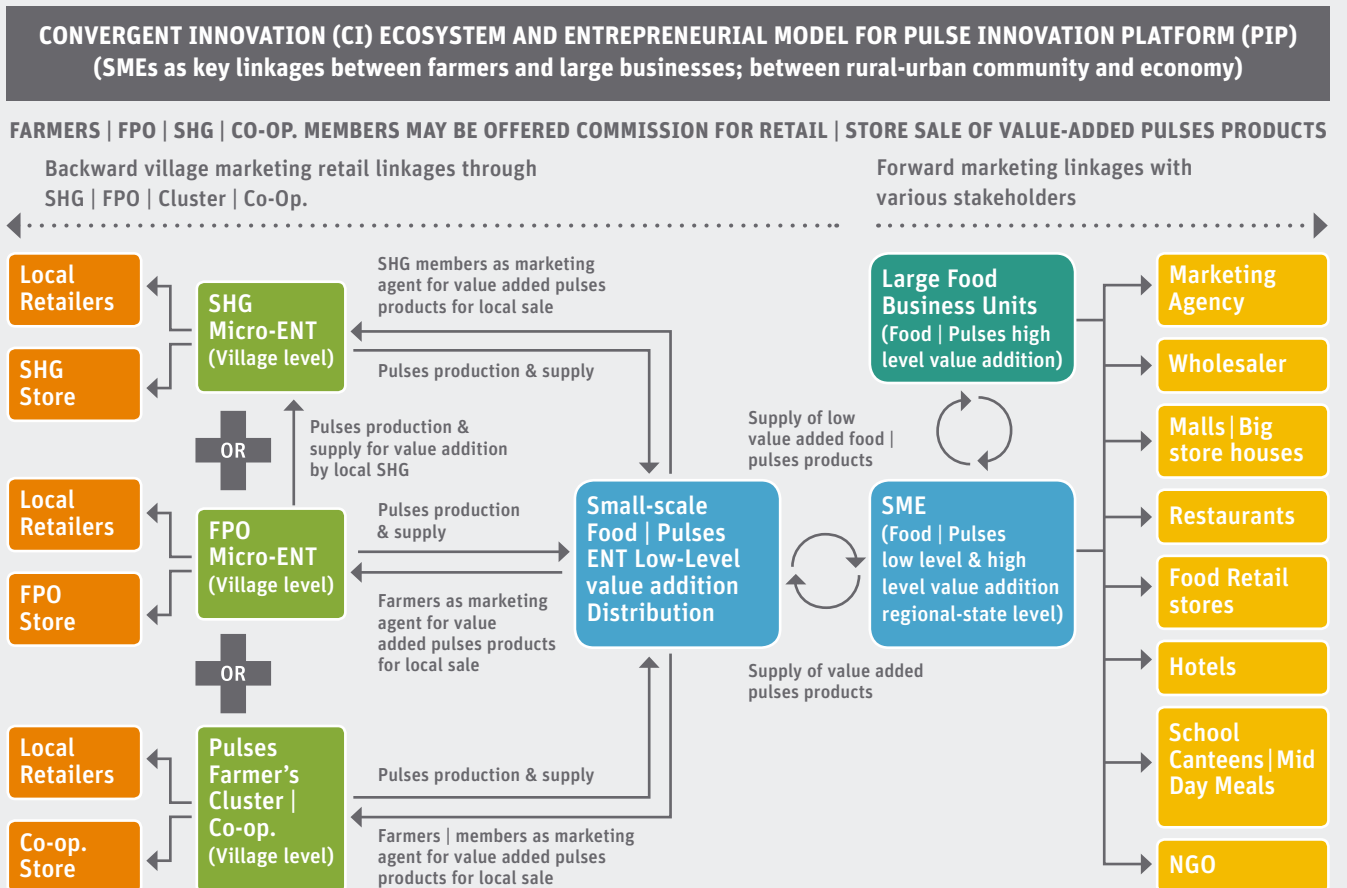 CONVERGENT INNOVATION (CI) ECOSYSTEM AND ENTREPRENEURIAL MODEL FOR PULSE INNOVATION PLATFORM (PIP)
(SMEs as key linkages between farmers and large businesses; between rural-urban community and economy)
FARMERS | FPO | SHG | CO-OP. MEMBERS MAY BE OFFERED COMMISSION FOR RETAIL | STORE SALE OF VALUE-ADDED PULSES PRODUCTS
Backward village marketing retail linkages through
SHG | FPO | Cluster | Co-Op.
Forward marketing linkages with
various stakeholders
Local
Retailers
SHG
Store
SHG
Micro-ENT
(Village level)
SHG members as marketing
agent for value added pulses
products for local sale
Pulses production & supply
OR
Pulses production &
supply for value addition
by local SHG
Local
Retailers
FPO
Store
FPO
Micro-ENT
(Village level)
Pulses production
& supply
Farmers as marketing
agent for value
added pulses products
for local sale
OR
Local
Retailers
Co-op.
Store
Pulses
Farmer's
Cluster |
Co-op.
(Village level)
Pulses production & supply
Farmers | members as marketing
agent for value added pulses
products for local sale
Small-scale
Food | Pulses
ENT Low-Level
value addition
Distribution
Supply of low
value added food |
pulses products
Supply of value added
pulses products
Large Food
Business Units
(Food | Pulses high
level value addition)
SME
(Food | Pulses
low level & high
level value addition
regional-state level)
Marketing
Agency
Wholesaler
Malls | Big
store houses
Restaurants
Food Retail
stores
Hotels
School
Canteens | Mid
Day Meals
NGO